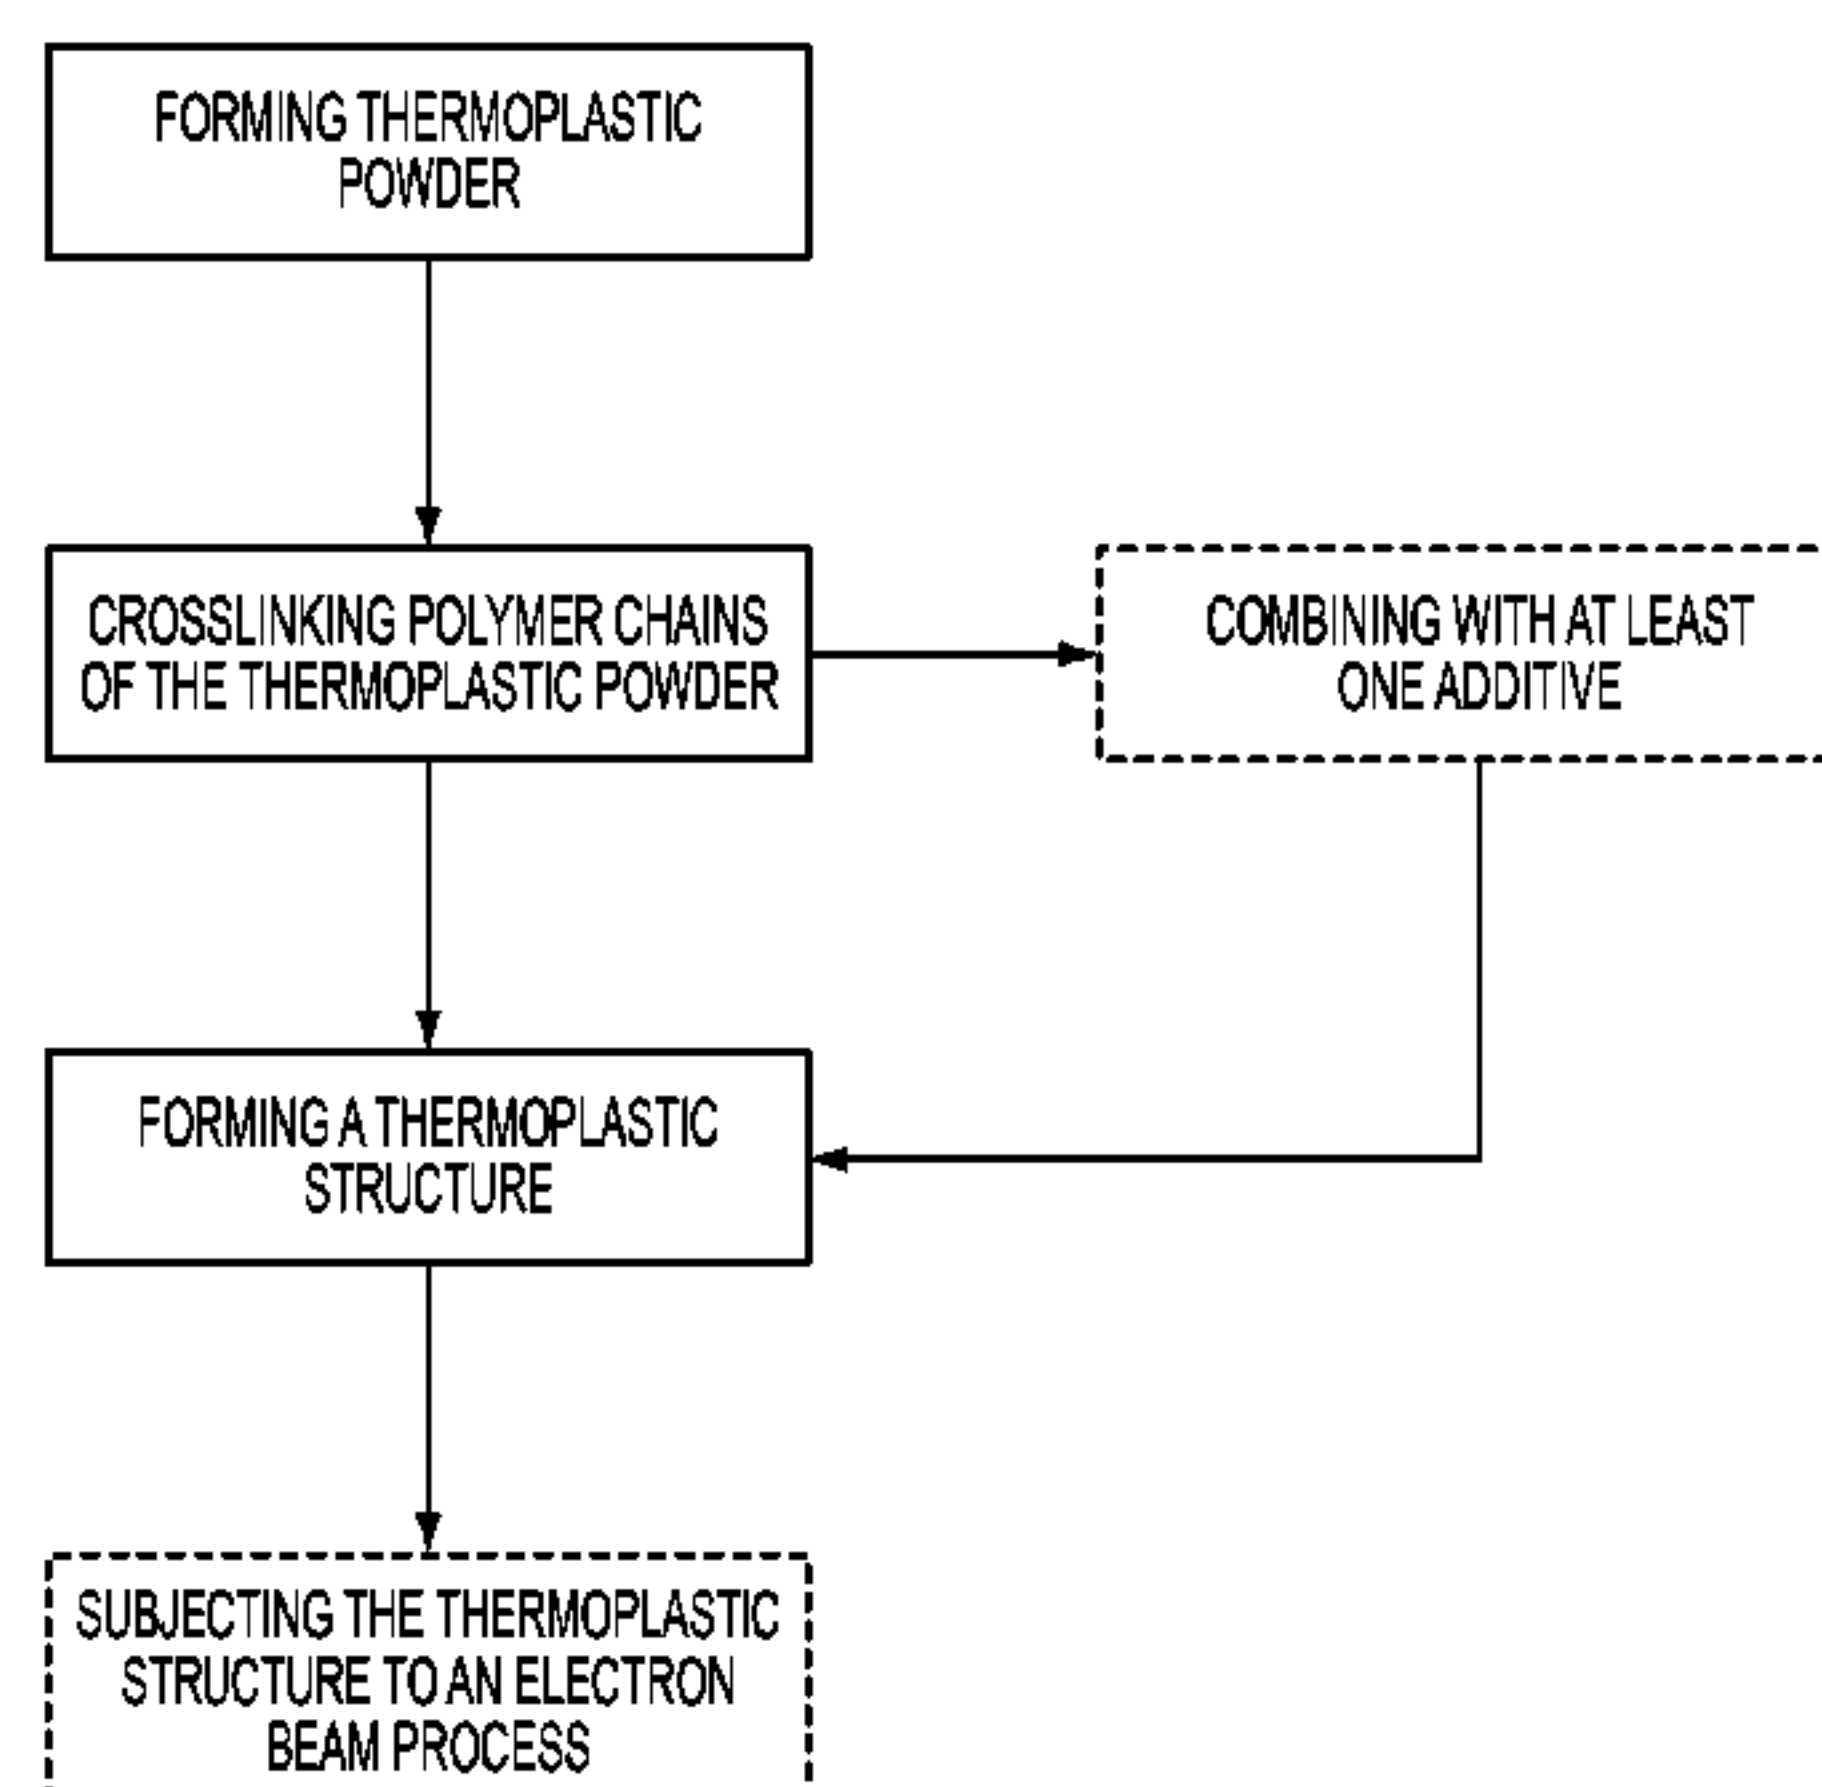 FORMING THERMOPLASTIC
POWDER
CROSSLINKING POLYMER CHAINS
OF THE THERMOPLASTIC POWDER
COMBINING WITH AT LEAST
ONE ADDITIVE
FORMING A THERMOPLASTIC
STRUCTURE
SUBJECTING THE THERMOPLASTIC
STRUCTURE TO AN ELECTRON
BEAM PROCESS